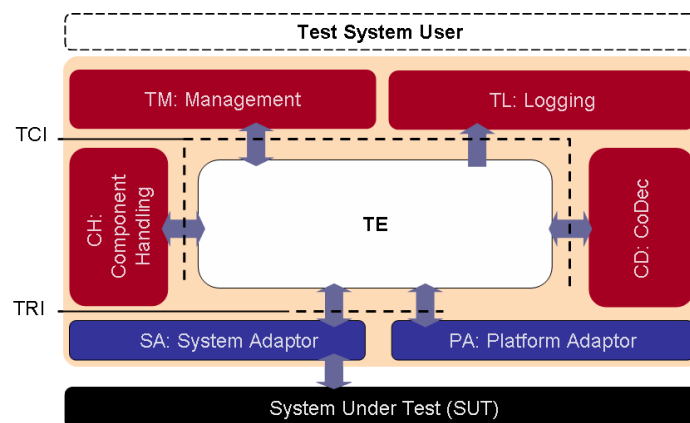 Test System User
TM: Management
TL: Logging
TCI
CH:
Component
Handling
TE
CD: CoDec
TRI
SA: System Adaptor
PA: Platform Adaptor
System Under Test (SUT)